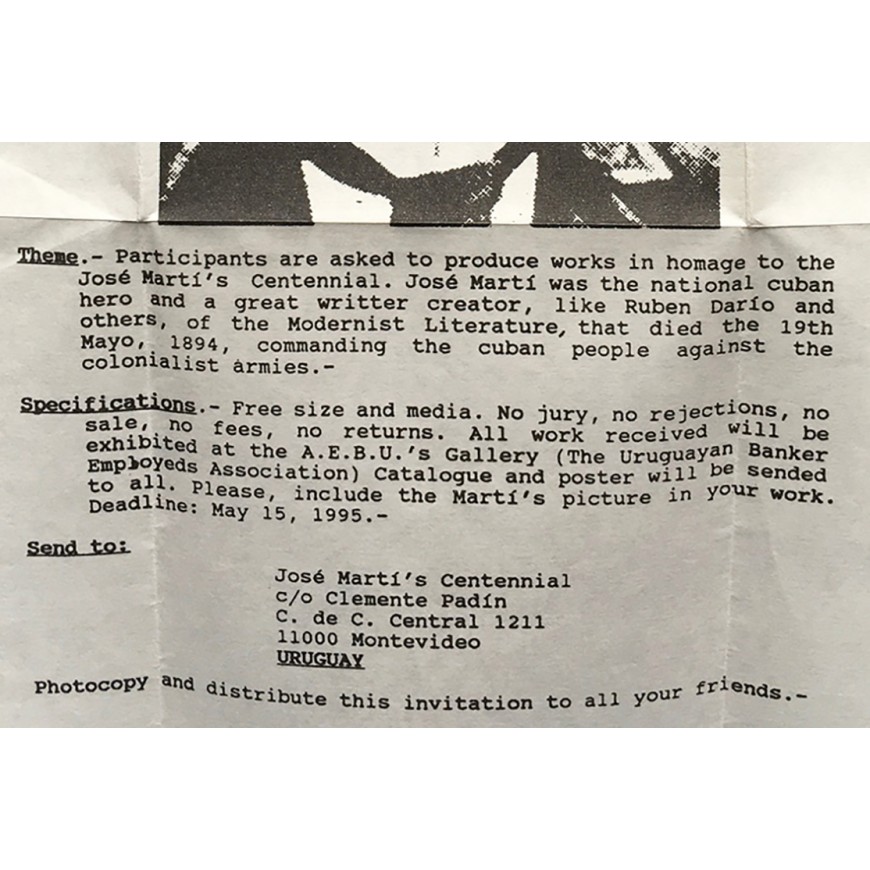 Theme.- Participants are asked to produce works in homage to the
José Martí's Centennial. José Martí was the national cuban
hero and a great writter creator, like Ruben Darío and
others, of the Modernist Literature, that died the 19th
Mayo, 1894, commanding the cuban people against the
colonialist armies.-
Specifications.- Free size and media. No jury, no rejections, no
sale, no fees, no returns. All work received will be
exhibited at the A.E.B.U.'s Gallery (The Uruguayan Banker
Employeds Association) Catalogue and poster will be sended
to all. Please, include the Martí's picture in your work.
Deadline: May 15, 1995.-
Send to:
José Martí's Centennial
c/o Clemente Padín
C. de C. Central 1211
11000 Montevideo
URUGUAY
Photocopy and distribute this invitation to all your friends.-